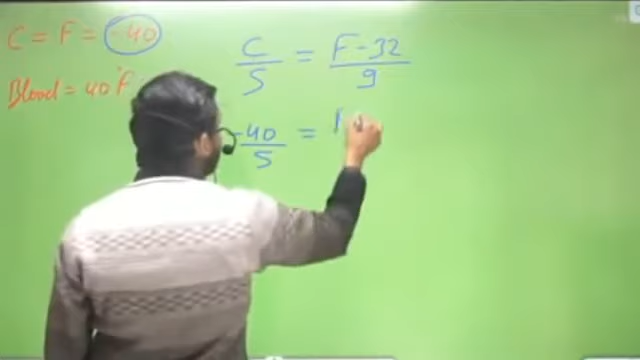 C = F = -40
Blood = 40°F
C/5 = F-32/9
-40/5 = F